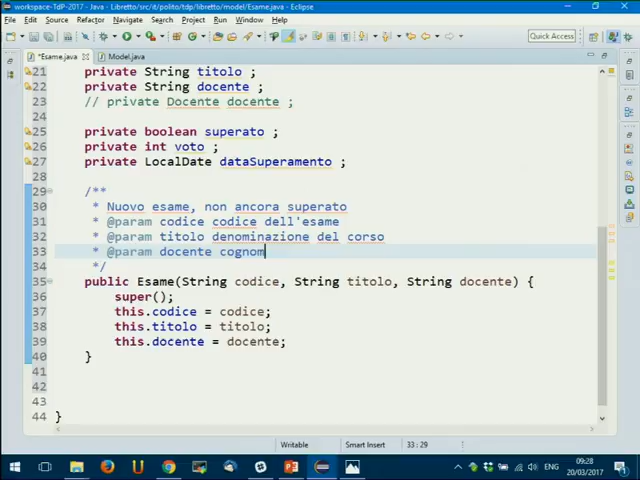 workspace-TdP-2017 - Java - Libretto/src/it/polito/tdp/libretto/model/Esame.java - Eclipse
File Edit Source Refactor Navigate Search Project Run Window Help
Quick Access
*Esame.java Model.java
21 private String titolo ;
22 private String docente ;
23 // private Docente docente ;
24
25 private boolean superato ;
26 private int voto ;
27 private LocalDate dataSuperamento ;
28
29 /**
30 * Nuovo esame, non ancora superato
31 * @param codice codice dell'esame
32 * @param titolo denominazione del corso
33 * @param docente cognom
34 */
35 public Esame(String codice, String titolo, String docente) {
36 super();
37 this.codice = codice;
38 this.titolo = titolo;
39 this.docente = docente;
40 }
41
42
43
44 }
Writable Smart Insert 33 : 29
09:28
20/03/2017